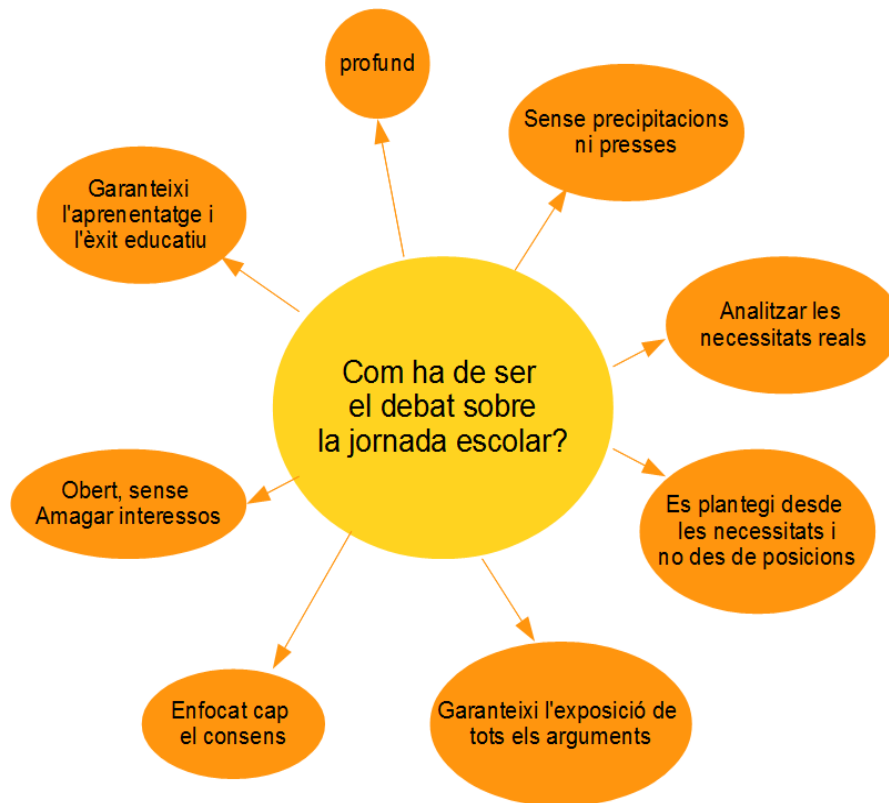 profund
Sense precipitacions
ni presses
Garanteixi
l'aprenentatge i
l'èxit educatiu
Analitzar les
necessitats reals
Com ha de ser
el debat sobre
la jornada escolar?
Obert, sense
Amagar interessos
Es plantegi desde
les necessitats i
no des de posicions
Enfocat cap
el consens
Garanteixi l'exposició de
tots els arguments